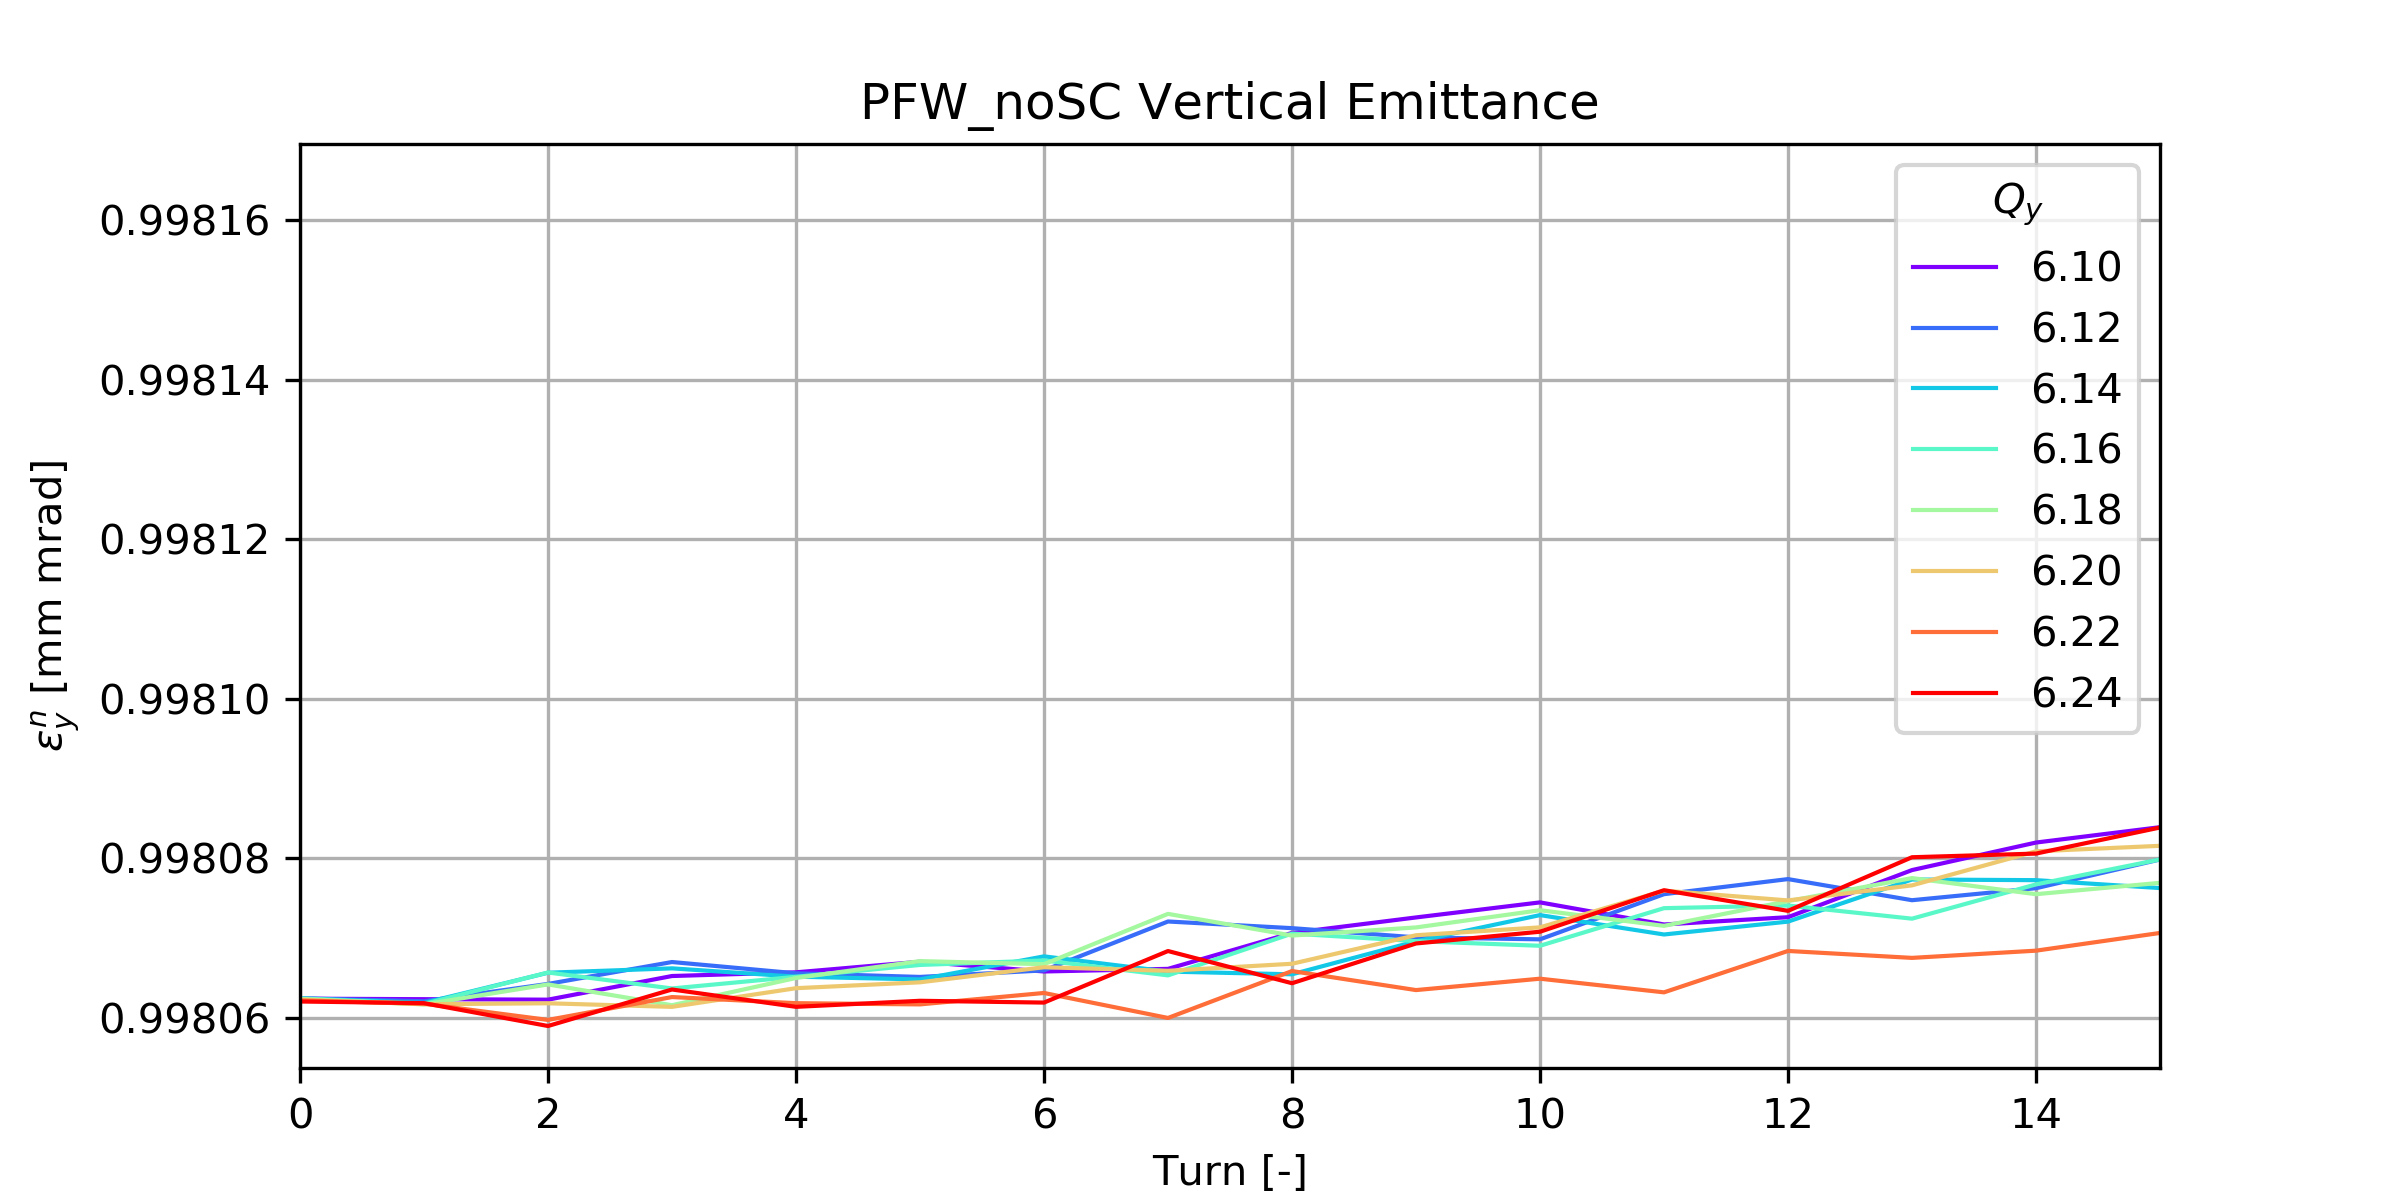 PFW_noSC Vertical Emittance
0.99816
0.99814
0.99812
0.99810
0.99808
0.99806
εⁿ_y [mm mrad]
Q_y
6.10
6.12
6.14
6.16
6.18
6.20
6.22
6.24
0 2 4 6 8 10 12 14
Turn [-]